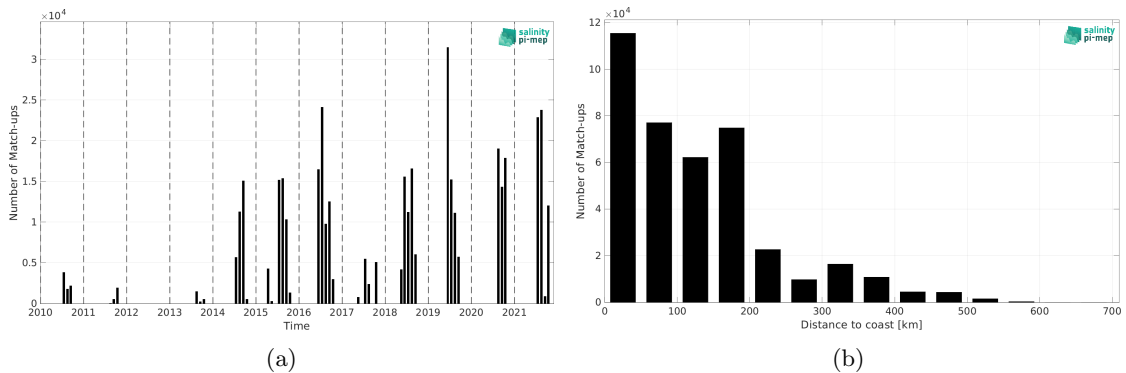 ×10⁴
salinity
pi-mep
3
2.5
2
1.5
1
0.5
0
Number of Match-ups
2010 2011 2012 2013 2014 2015 2016 2017 2018 2019 2020 2021
Time
(a)
×10⁴
salinity
pi-mep
12
10
8
6
4
2
0
Number of Match-ups
0 100 200 300 400 500 600 700
Distance to coast [km]
(b)